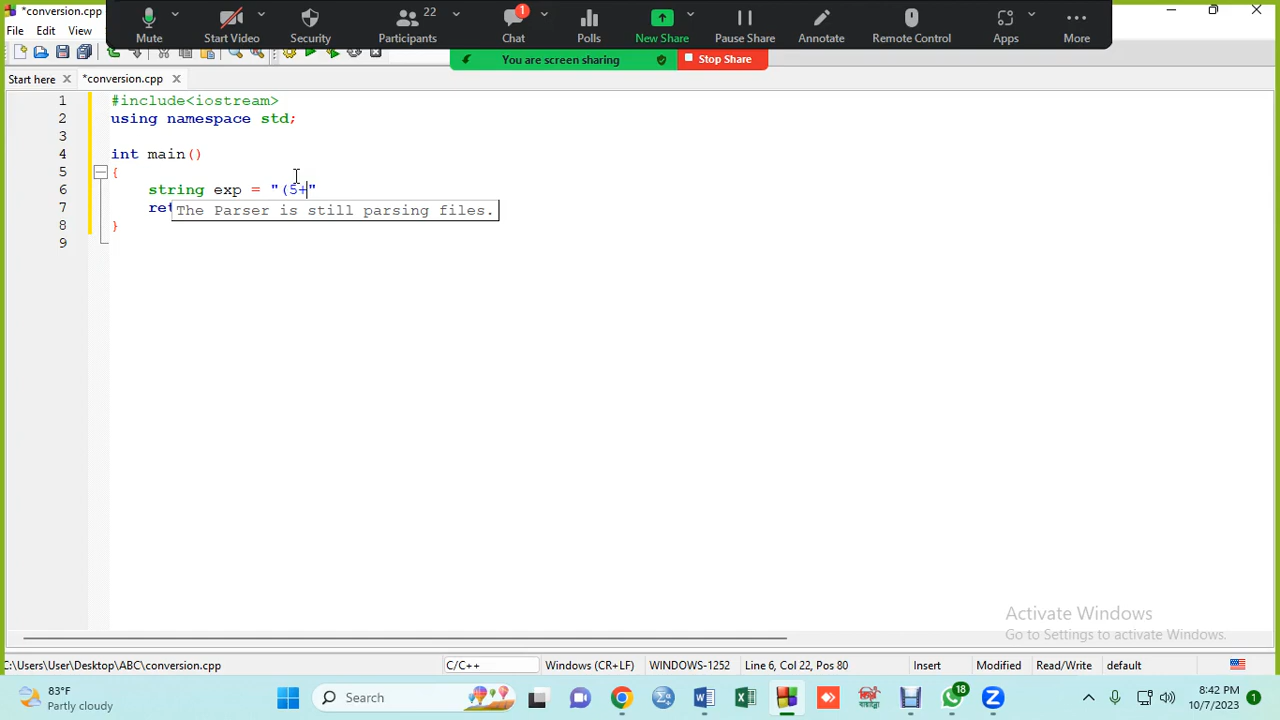 *conversion.cpp
Mute
Start Video
Security
22
Participants
1
Chat
Polls
New Share
Pause Share
Annotate
Remote Control
Apps
More
File Edit View
You are screen sharing
Stop Share
Start here
*conversion.cpp
1 #include<iostream>
2 using namespace std;
3
4 int main()
5 {
6 string exp = "(5+"
7 ret
The Parser is still parsing files.
8 }
9
Activate Windows
Go to Settings to activate Windows.
C:\Users\User\Desktop\ABC\conversion.cpp
C/C++
Windows (CR+LF)
WINDOWS-1252
Line 6, Col 22, Pos 80
Insert
Modified
Read/Write
default
83°F
Partly cloudy
Search
18
8:42 PM
10/7/2023
1